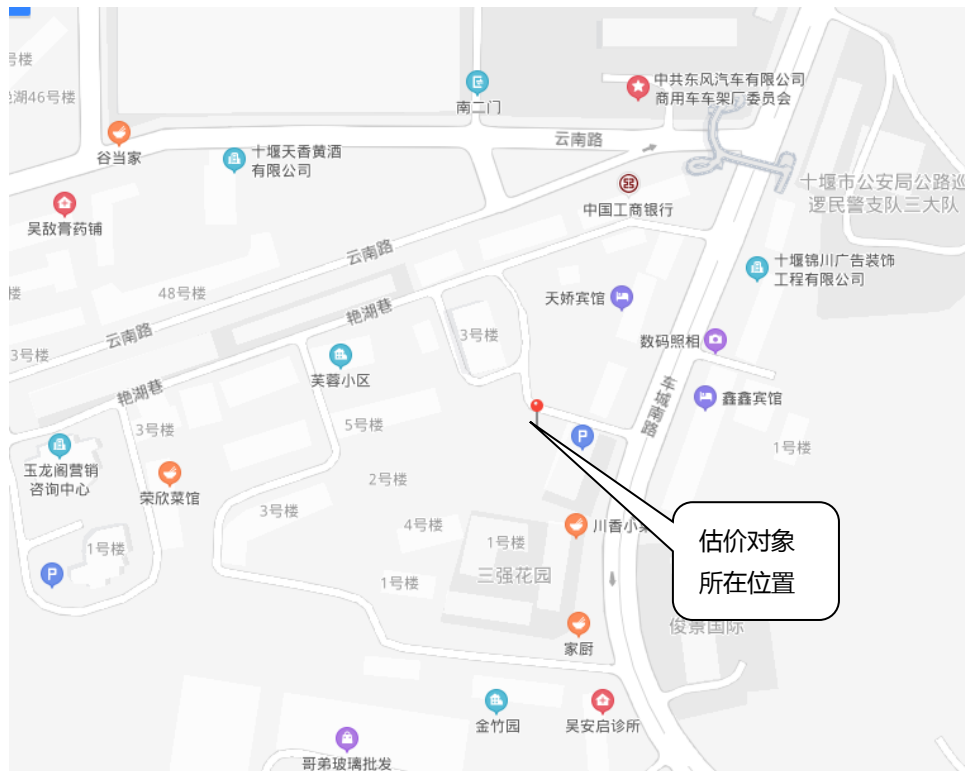 号楼
湖46号楼
南二门
中共东风汽车有限公司
商用车车架厂委员会
谷当家
十堰天香黄酒
有限公司
云南路
中国工商银行
十堰市公安局公路巡
逻民警支队三大队
吴敌膏药铺
云南路
十堰锦川广告装饰
工程有限公司
楼
48号楼
天娇宾馆
艳湖巷
3号楼
数码照相
云南路
3号楼
芙蓉小区
艳湖巷
车城南路
鑫鑫宾馆
3号楼
5号楼
P
1号楼
玉龙阁营销
咨询中心
荣欣菜馆
2号楼
3号楼
4号楼
川香小
估价对象
所在位置
1号楼
1号楼
三强花园
P
1号楼
俊景国际
家厨
金竹园
吴安启诊所
哥弟玻璃批发